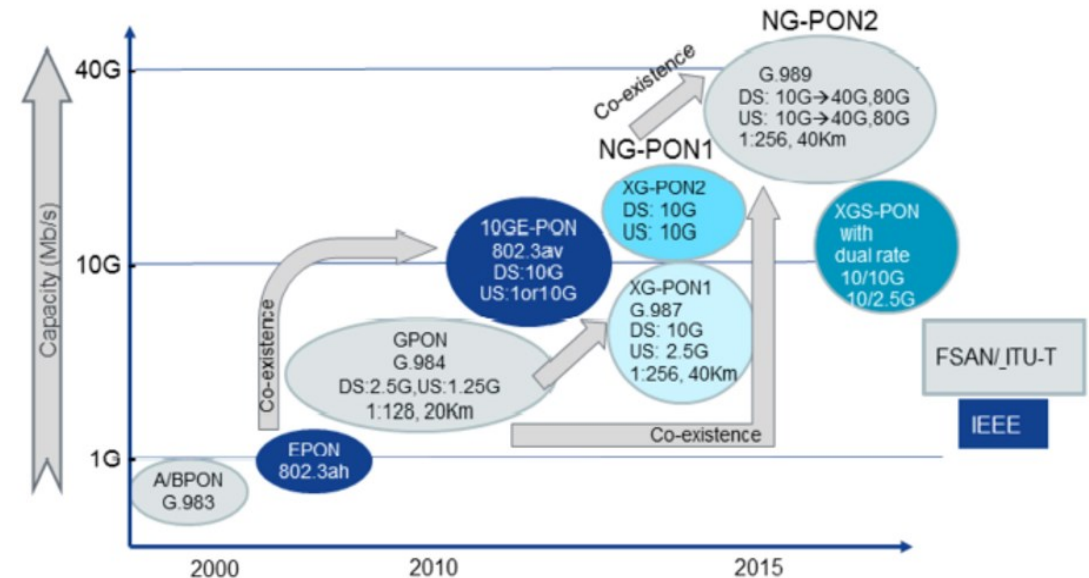 NG-PON2
40G
Co-existence
G.989
DS: 10G→40G,80G
US: 10G→40G,80G
1:256, 40Km
NG-PON1
XG-PON2
DS: 10G
US: 10G
XGS-PON
with
dual rate
10/10G
10/2.5G
10GE-PON
802.3av
DS:10G
US:1or10G
Capacity (Mb/s)
10G
XG-PON1
G.987
DS: 10G
US: 2.5G
1:256, 40Km
Co-existence
GPON
G.984
DS:2.5G,US:1.25G
1:128, 20Km
FSAN/_ITU-T
IEEE
Co-existence
EPON
802.3ah
1G
A/BPON
G.983
2000
2010
2015